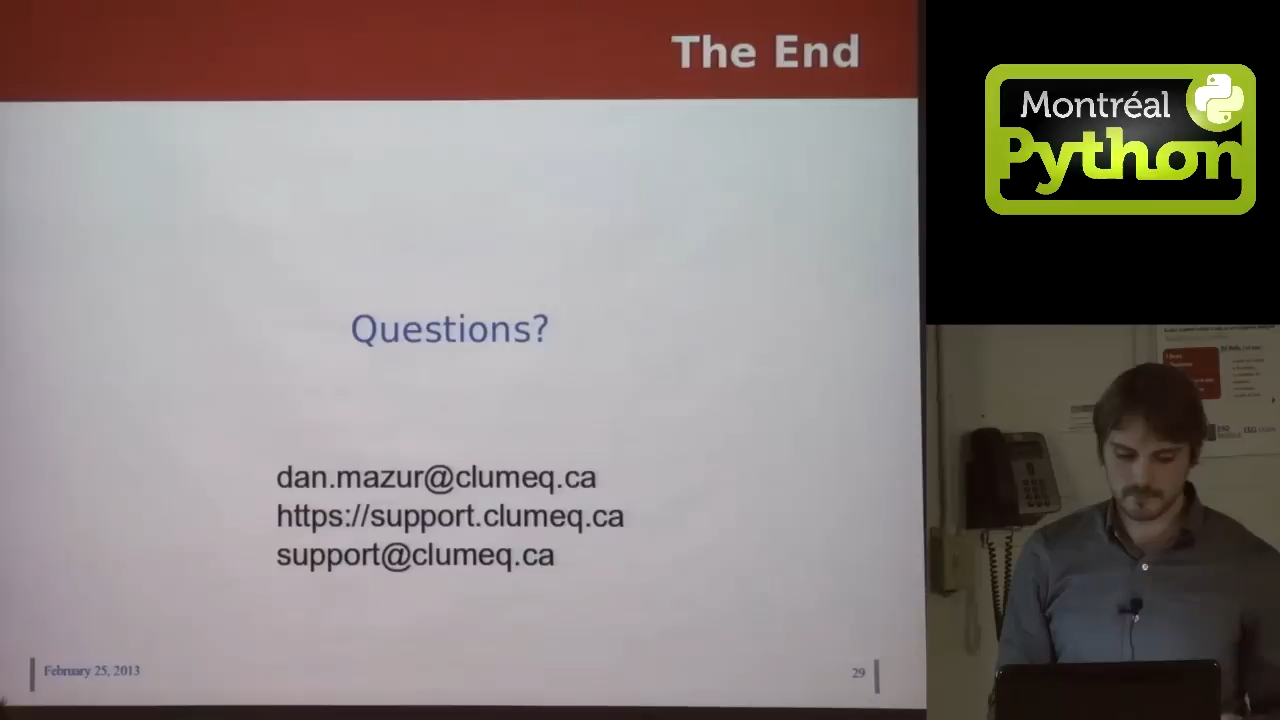 The End
Montréal
Python
Questions?
dan.mazur@clumeq.ca
https://support.clumeq.ca
support@clumeq.ca
February 25, 2013
29